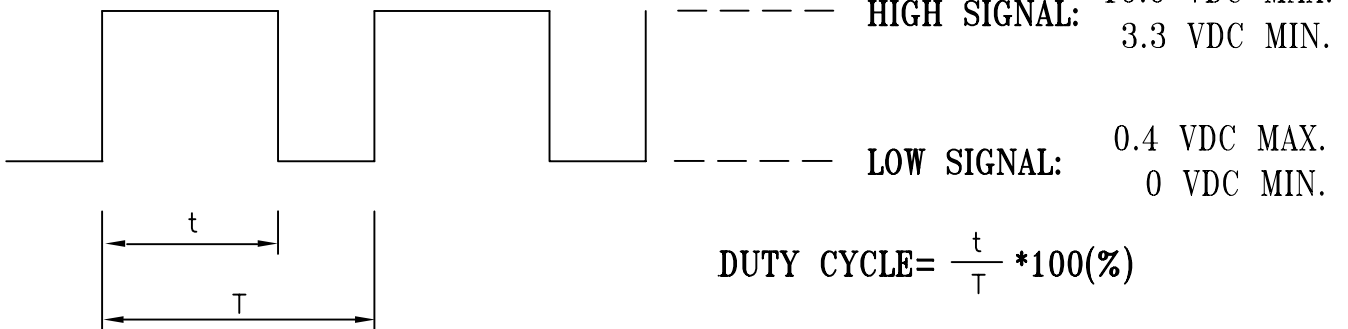 HIGH SIGNAL:
3.3 VDC MIN.
LOW SIGNAL:
0.4 VDC MAX.
0 VDC MIN.
t
DUTY CYCLE= t/T *100(%)
T